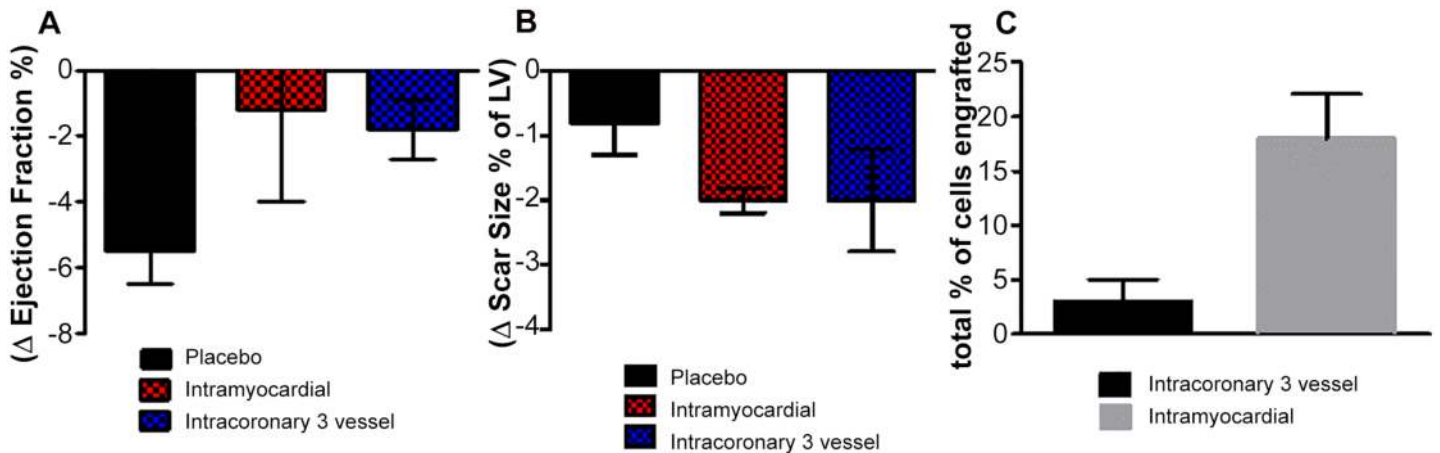 A
(Δ Ejection Fraction %)
0
-2
-4
-6
-8
Placebo
Intramyocardial
Intracoronary 3 vessel
B
(Δ Scar Size % of LV)
0
-1
-2
-3
-4
Placebo
Intramyocardial
Intracoronary 3 vessel
C
total % of cells engrafted
25
20
15
10
5
0
Intracoronary 3 vessel
Intramyocardial